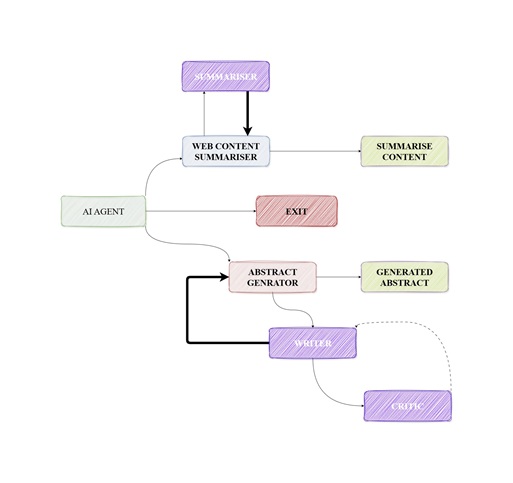 SUMMARISER
WEB CONTENT
SUMMARISER
SUMMARISE
CONTENT
AI AGENT
EXIT
ABSTRACT
GENRATOR
GENERATED
ABSTRACT
WRITER
CRITIC